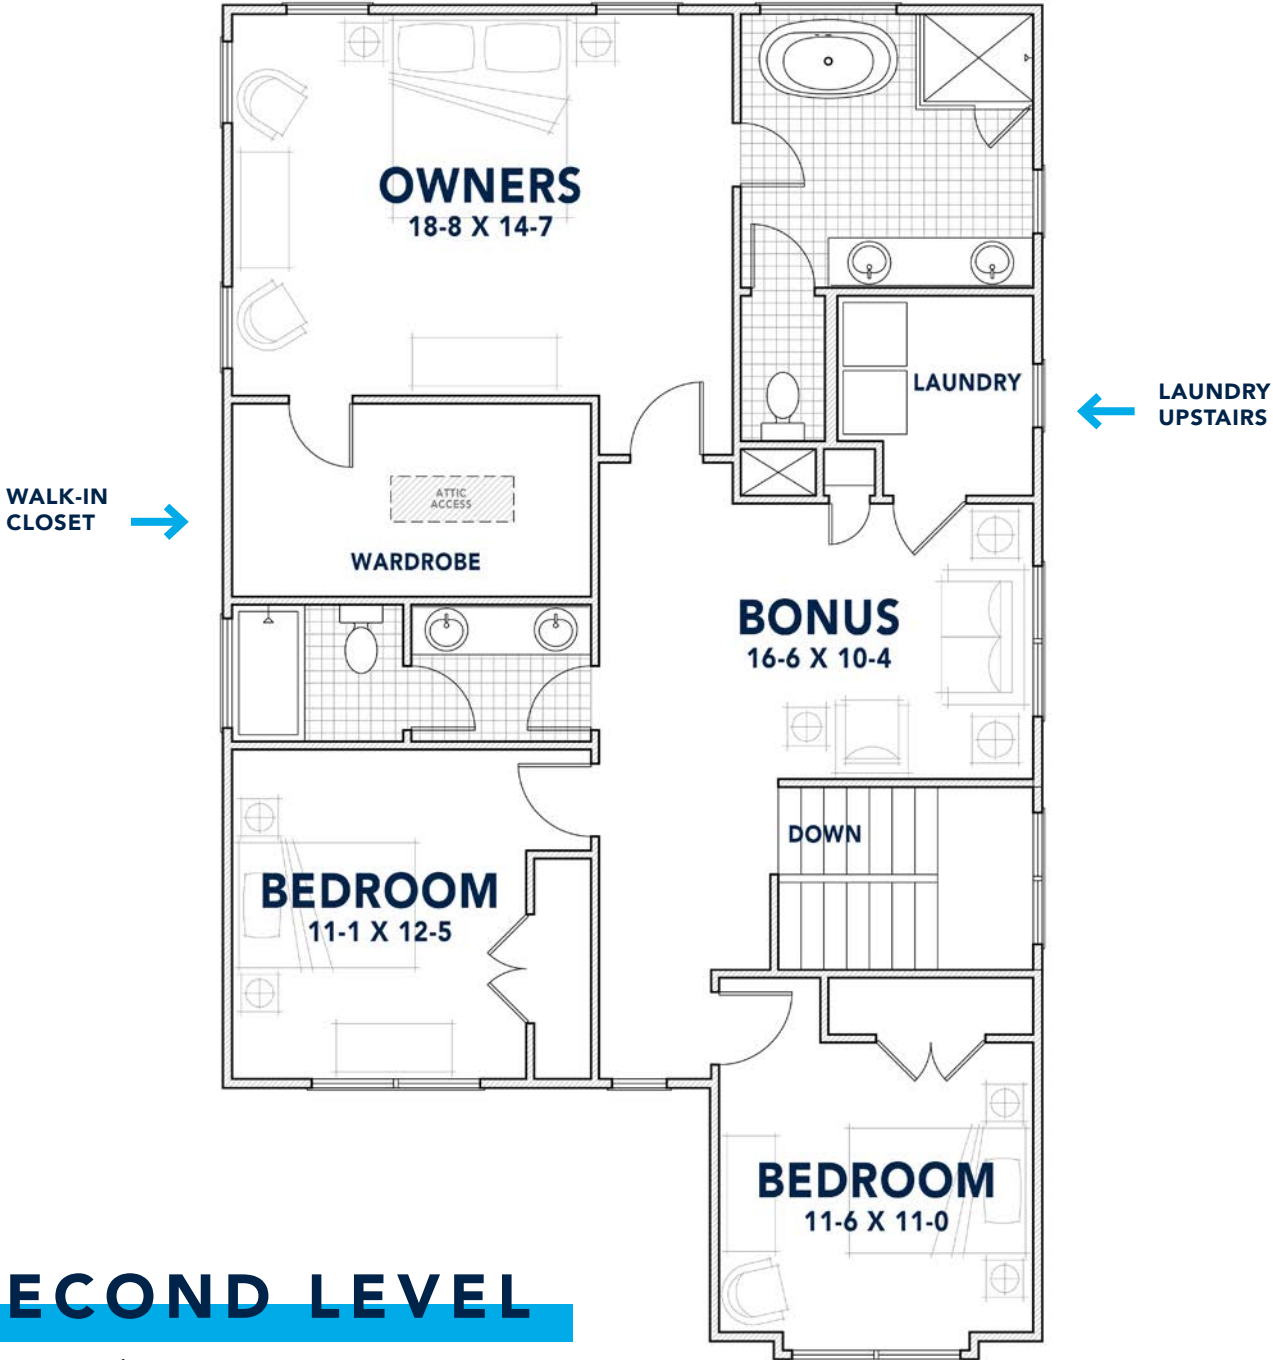 OWNERS
18-8 X 14-7
LAUNDRY
LAUNDRY
UPSTAIRS
WALK-IN
CLOSET
ATTIC
ACCESS
WARDROBE
BONUS
16-6 X 10-4
DOWN
BEDROOM
11-1 X 12-5
BEDROOM
11-6 X 11-0
ECOND LEVEL